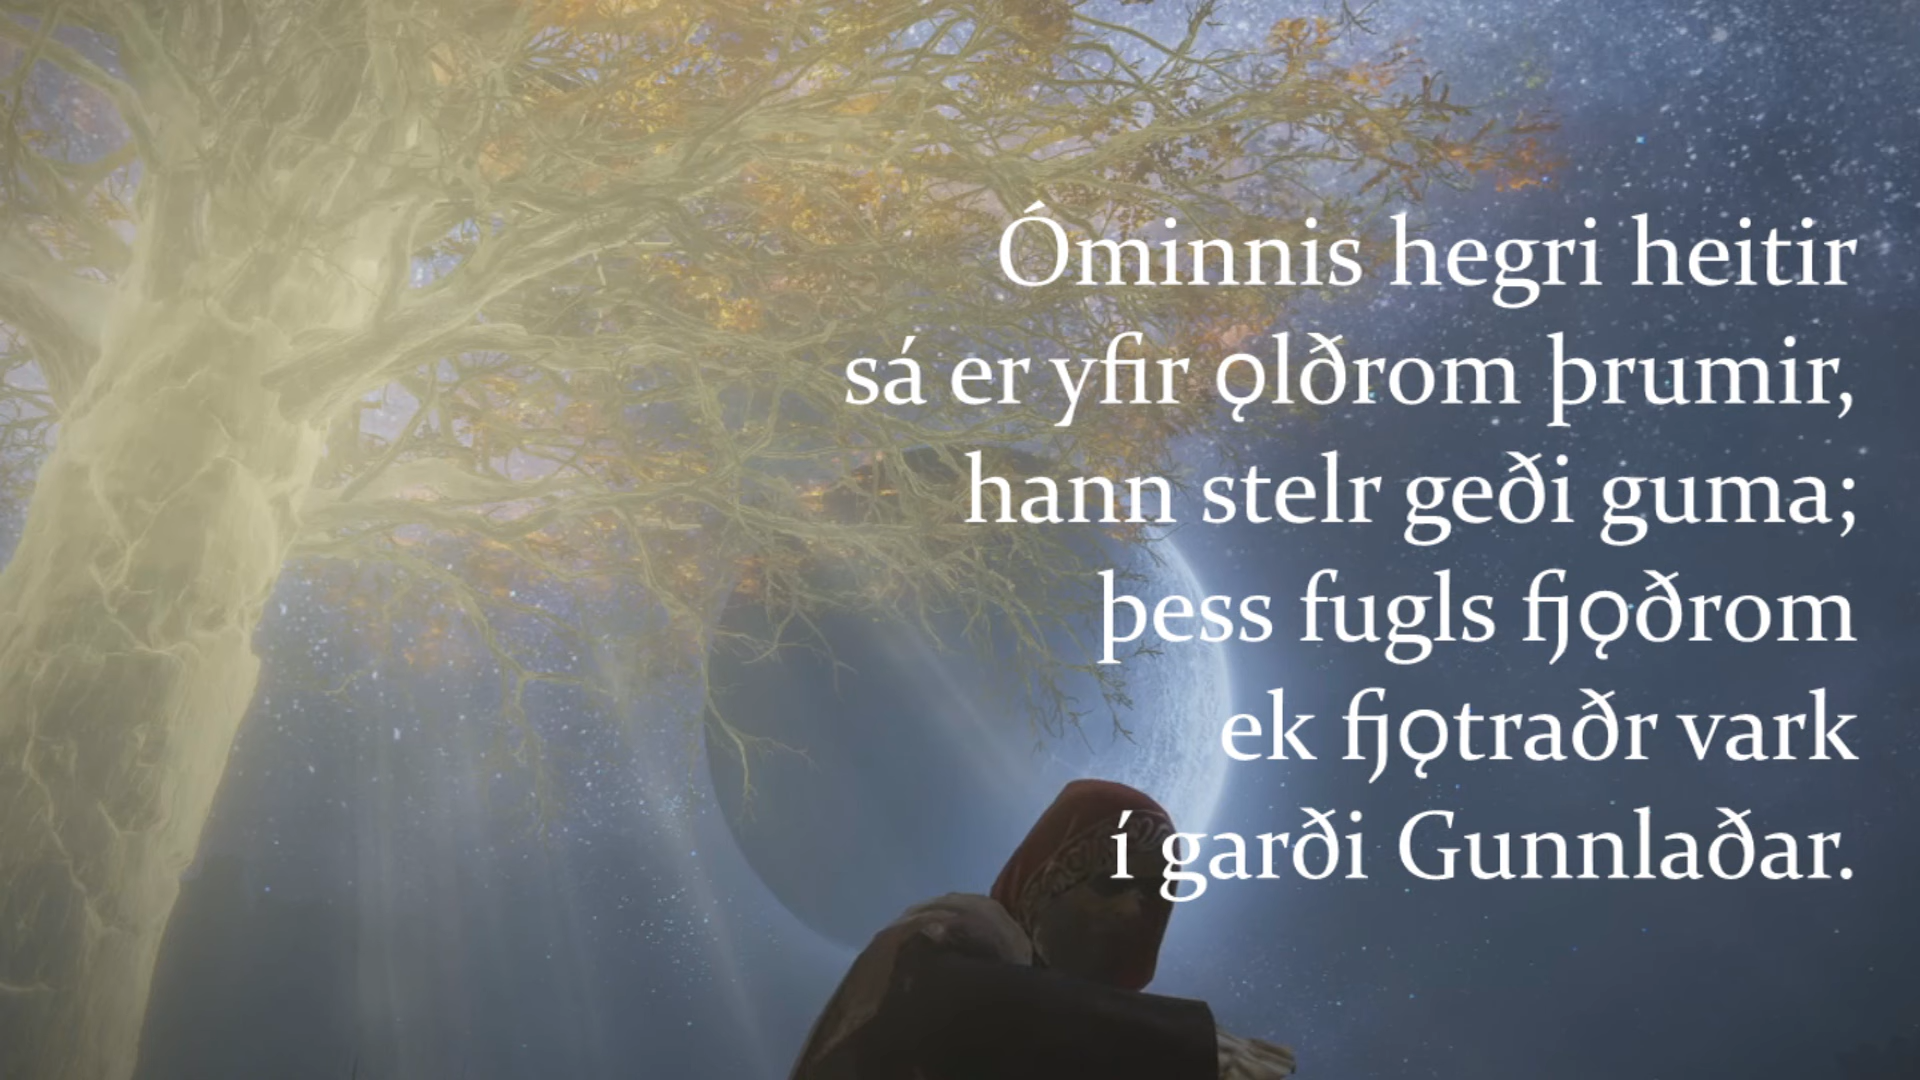 Óminnis hegri heitir
sá er yfir ǫlðrom þrumir,
hann stelr geði guma;
þess fugls fjǫðrom
ek fjǫtraðr vark
í garði Gunnlaðar.